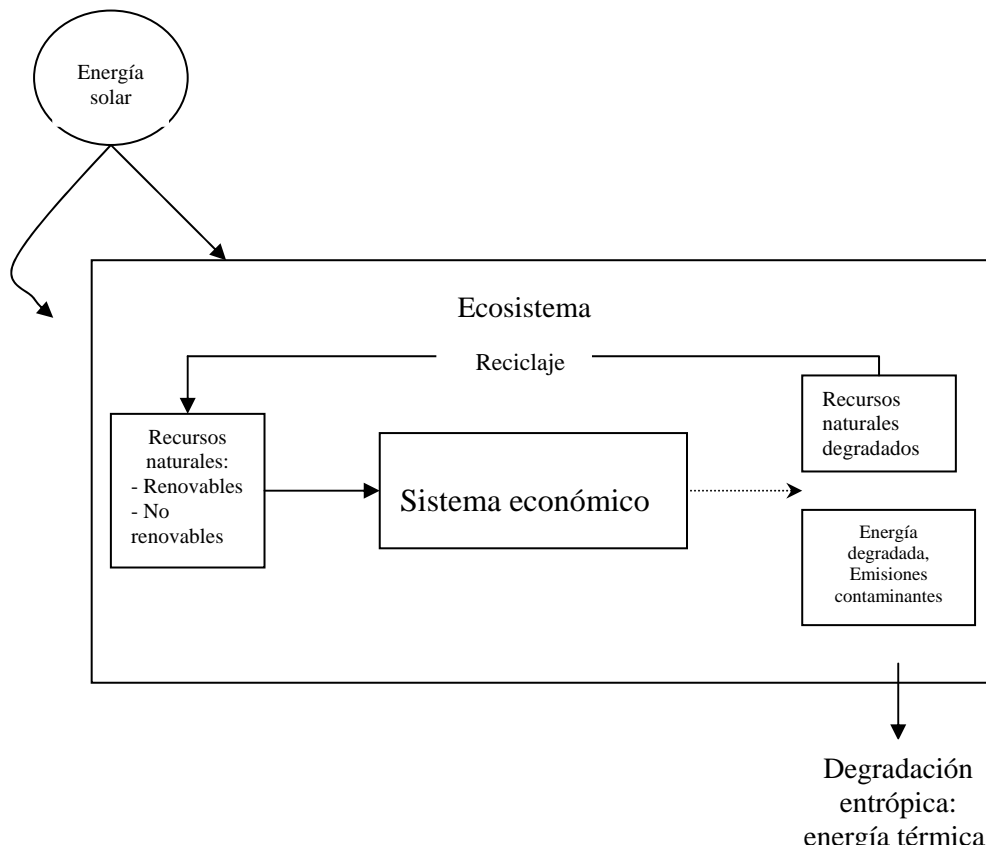 Energía
solar
Ecosistema
Reciclaje
Recursos
naturales:
- Renovables
- No
renovables
Sistema económico
Recursos
naturales
degradados
Energía
degradada,
Emisiones
contaminantes
Degradación
entrópica:
energía térmica